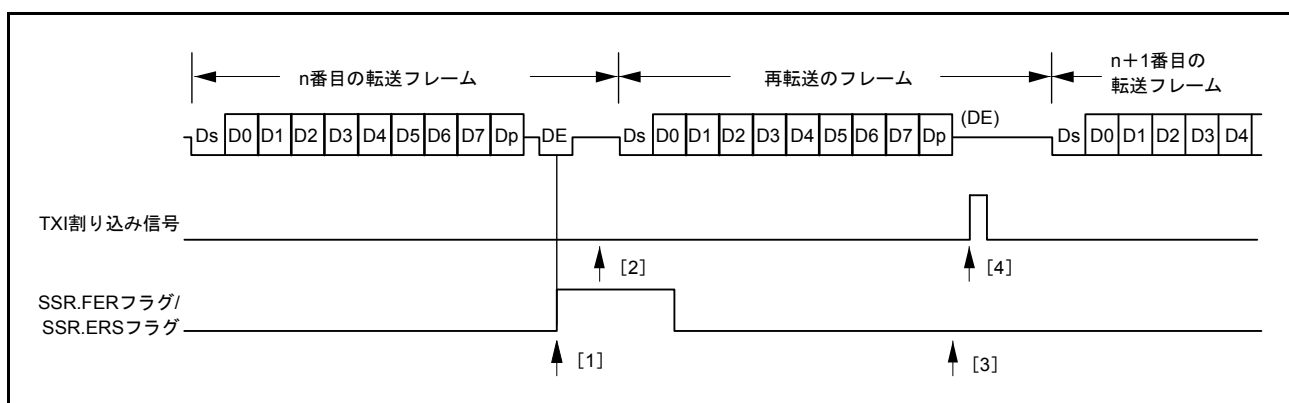 n番目の転送フレーム
再転送のフレーム
n+1番目の
転送フレーム
(DE)
Ds D0 D1 D2 D3 D4 D5 D6 D7 Dp DE Ds D0 D1 D2 D3 D4 D5 D6 D7 Dp Ds D0 D1 D2 D3 D4
TXI割り込み信号
[2]
[4]
SSR.FERフラグ/
SSR.ERSフラグ
[1]
[3]